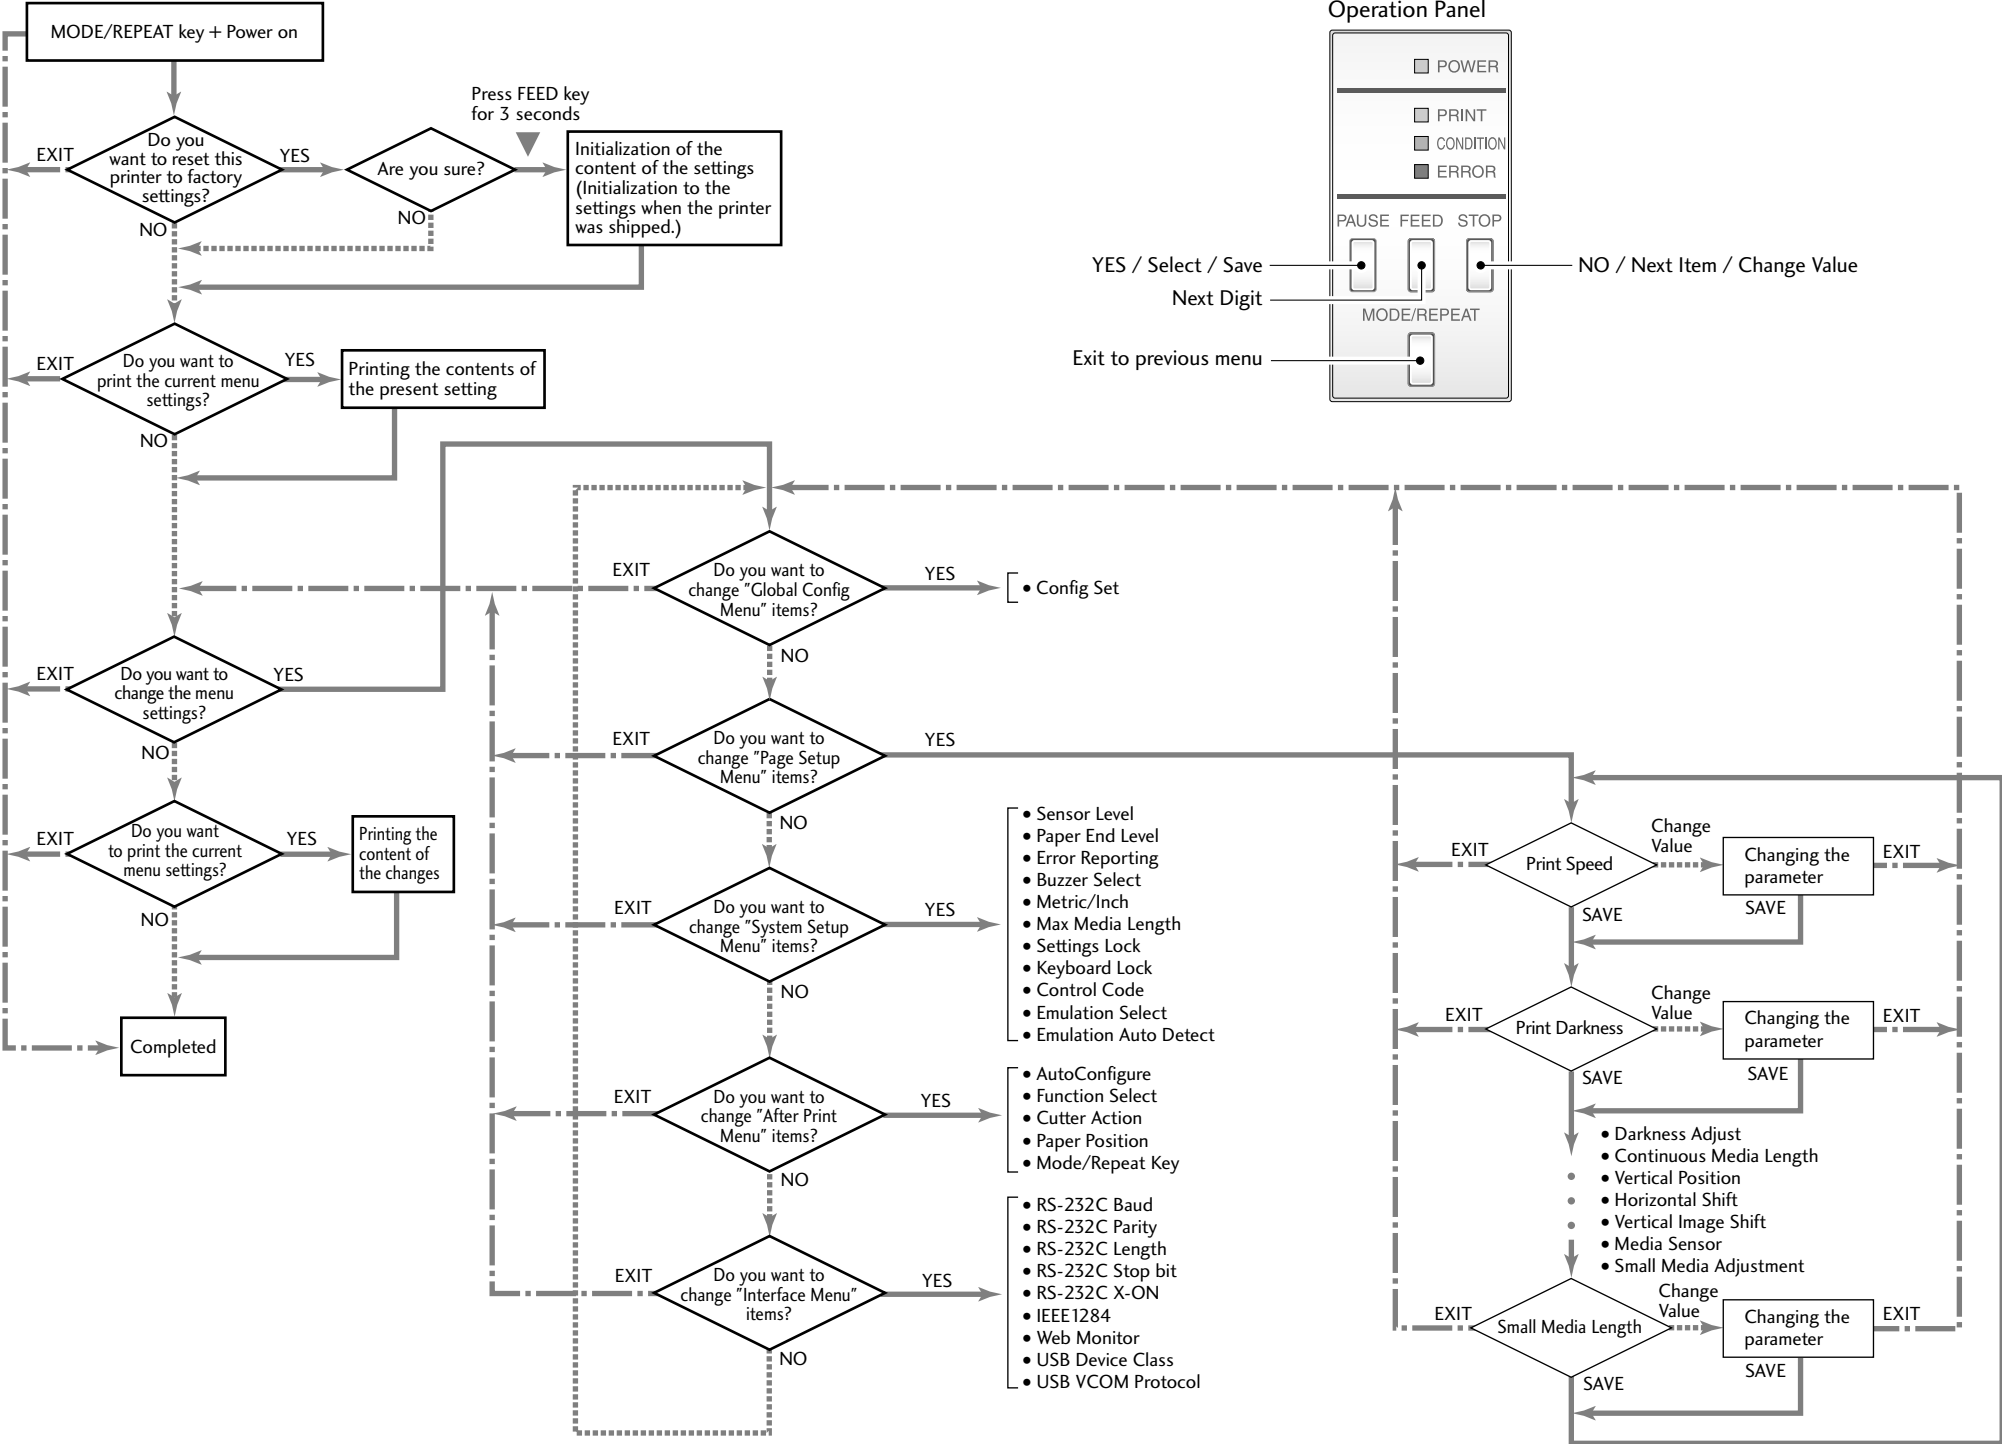 MODE/REPEAT key + Power on
Do you
want to reset this
printer to factory
settings?
EXIT
YES
NO
Are you sure?
NO
Press FEED key
for 3 seconds
Initialization of the
content of the settings
(Initialization to the
settings when the printer
was shipped.)
Do you want to
print the current menu
settings?
EXIT
YES
NO
Printing the contents of
the present setting
Do you want to
change the menu
settings?
EXIT
YES
NO
Do you want
to print the current
menu settings?
EXIT
YES
NO
Printing the
content of
the changes
Completed
Operation Panel
POWER
PRINT
CONDITION
ERROR
PAUSE FEED STOP
MODE/REPEAT
YES / Select / Save
Next Digit
Exit to previous menu
NO / Next Item / Change Value
Do you want to
change "Global Config
Menu" items?
EXIT
YES
NO
• Config Set
Do you want to
change "Page Setup
Menu" items?
EXIT
YES
NO
Do you want to
change "System Setup
Menu" items?
EXIT
YES
NO
• Sensor Level
• Paper End Level
• Error Reporting
• Buzzer Select
• Metric/Inch
• Max Media Length
• Settings Lock
• Keyboard Lock
• Control Code
• Emulation Select
• Emulation Auto Detect
Do you want to
change "After Print
Menu" items?
EXIT
YES
NO
• AutoConfigure
• Function Select
• Cutter Action
• Paper Position
• Mode/Repeat Key
Do you want to
change "Interface Menu"
items?
EXIT
YES
NO
• RS-232C Baud
• RS-232C Parity
• RS-232C Length
• RS-232C Stop bit
• RS-232C X-ON
• IEEE1284
• Web Monitor
• USB Device Class
• USB VCOM Protocol
EXIT
Print Speed
Change
Value
Changing the
parameter
EXIT
SAVE
SAVE
EXIT
Print Darkness
Change
Value
Changing the
parameter
EXIT
SAVE
SAVE
• Darkness Adjust
• Continuous Media Length
• Vertical Position
• Horizontal Shift
• Vertical Image Shift
• Media Sensor
• Small Media Adjustment
EXIT
Small Media Length
Change
Value
Changing the
parameter
EXIT
SAVE
SAVE